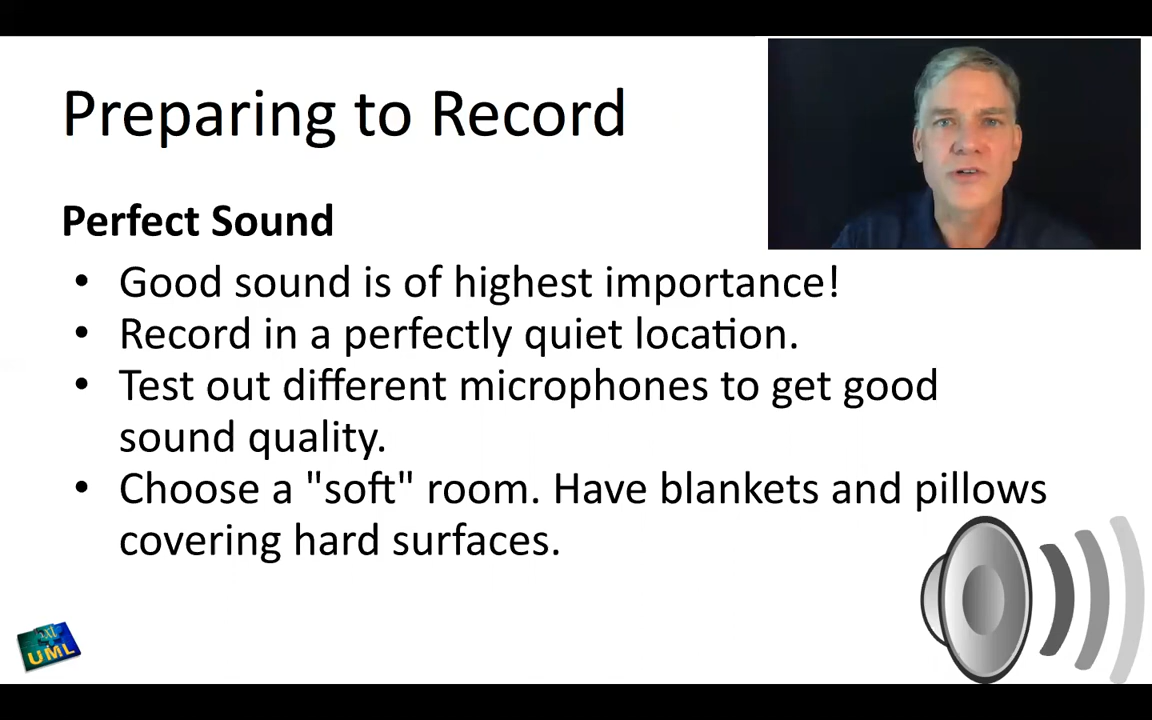 Preparing to Record
Perfect Sound
• Good sound is of highest importance!
• Record in a perfectly quiet location.
• Test out different microphones to get good
sound quality.
• Choose a "soft" room. Have blankets and pillows
covering hard surfaces.
UML